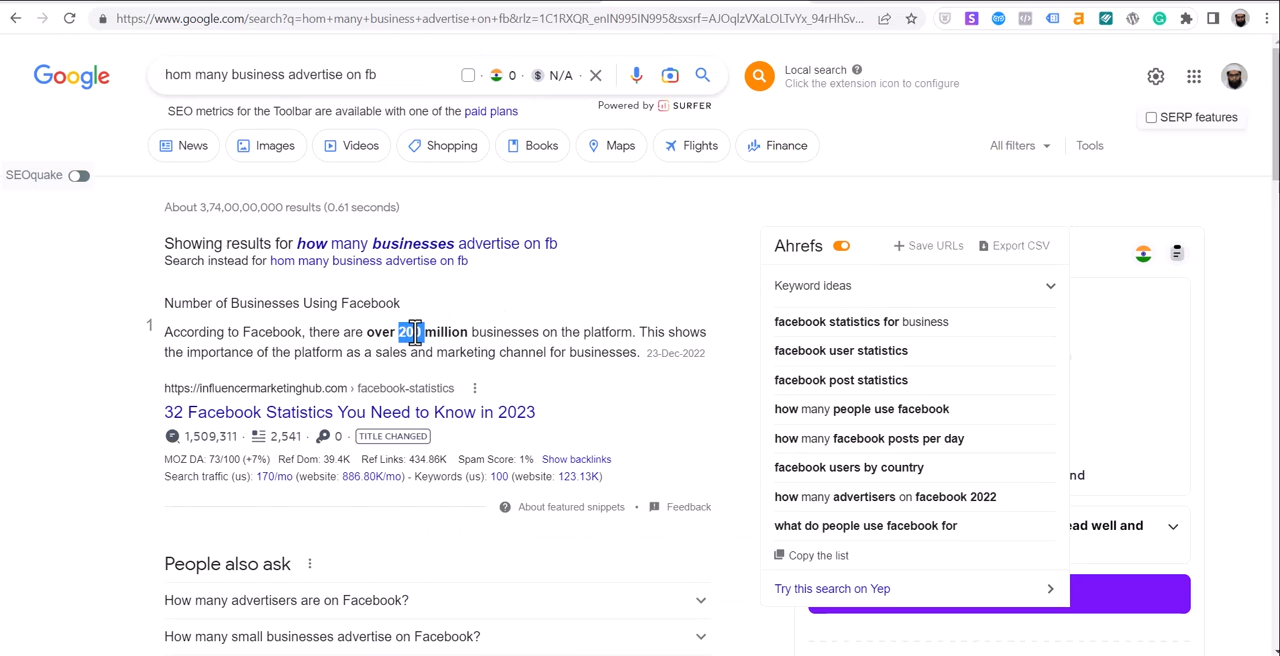 https://www.google.com/search?q=hom+many+business+advertise+on+fb&rlz=1C1RXQR_enIN995IN995&sxsrf=AJOqlzVXaLOLTvYx_94rHhSv...
Google
hom many business advertise on fb
0 · $ N/A ·
SEO metrics for the Toolbar are available with one of the paid plans
Powered by SURFER
Local search
Click the extension icon to configure
SERP features
News
Images
Videos
Shopping
Books
Maps
Flights
Finance
All filters
Tools
SEOquake
About 3,74,00,00,000 results (0.61 seconds)
Showing results for how many businesses advertise on fb
Search instead for hom many business advertise on fb
Number of Businesses Using Facebook
1
According to Facebook, there are over 200 million businesses on the platform. This shows
the importance of the platform as a sales and marketing channel for businesses. 23-Dec-2022
https://influencermarketinghub.com › facebook-statistics
32 Facebook Statistics You Need to Know in 2023
1,509,311 · 2,541 · 0 · TITLE CHANGED
MOZ DA: 73/100 (+7%) Ref Dom: 39.4K Ref Links: 434.86K Spam Score: 1% Show backlinks
Search traffic (us): 170/mo (website: 886.80K/mo) - Keywords (us): 100 (website: 123.13K)
About featured snippets • Feedback
People also ask
How many advertisers are on Facebook?
How many small businesses advertise on Facebook?
Ahrefs
Save URLs
Export CSV
Keyword ideas
facebook statistics for business
facebook user statistics
facebook post statistics
how many people use facebook
how many facebook posts per day
facebook users by country
how many advertisers on facebook 2022
what do people use facebook for
Copy the list
Try this search on Yep
nd
ead well and